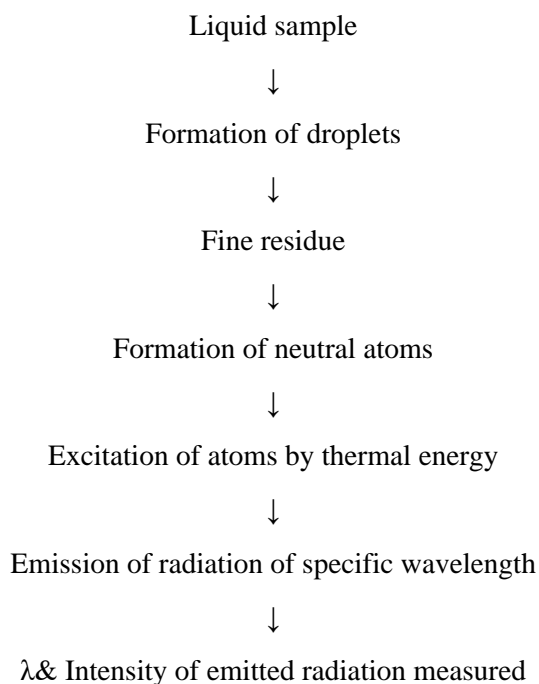 Liquid sample
↓
Formation of droplets
↓
Fine residue
↓
Formation of neutral atoms
↓
Excitation of atoms by thermal energy
↓
Emission of radiation of specific wavelength
↓
λ& Intensity of emitted radiation measured